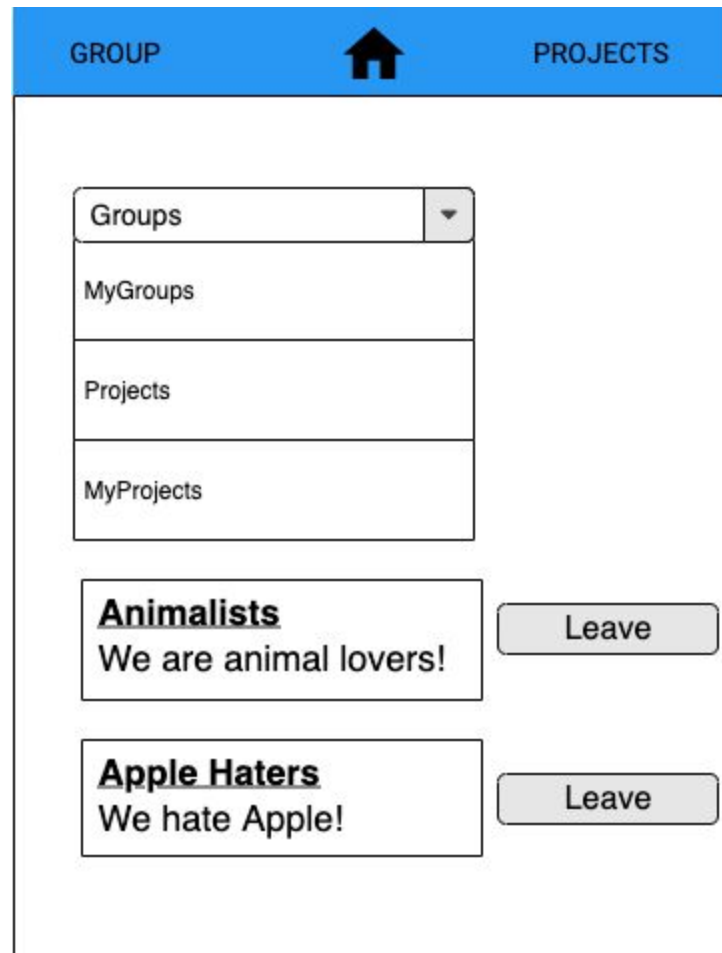 GROUP PROJECTS
Groups
MyGroups
Projects
MyProjects
Animalists
We are animal lovers!
Leave
Apple Haters
We hate Apple!
Leave